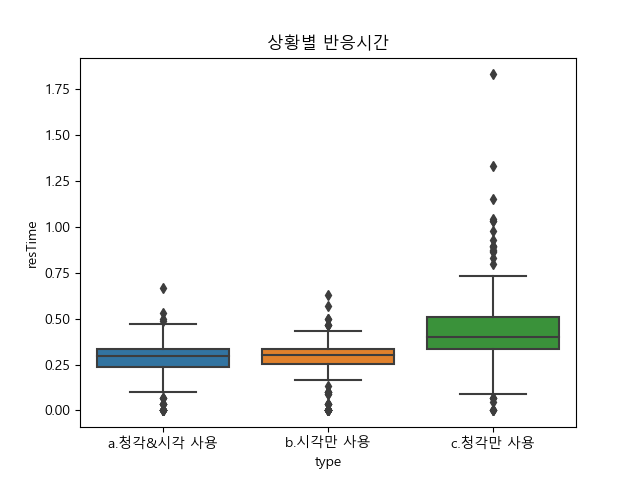 상황별 반응시간
resTime
1.75
1.50
1.25
1.00
0.75
0.50
0.25
0.00
a.청각&시각 사용
b.시각만 사용
c.청각만 사용
type